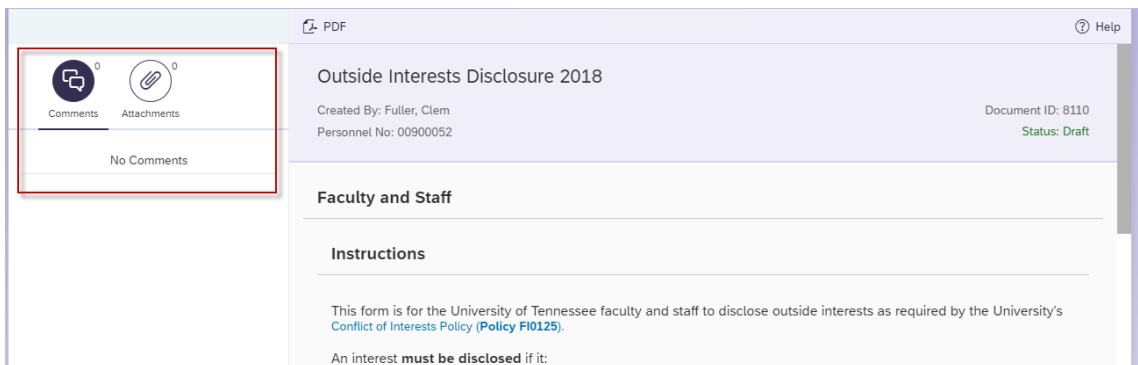 PDF
Help
0
0
Comments
Attachments
No Comments
Outside Interests Disclosure 2018
Created By: Fuller, Clem
Document ID: 8110
Personnel No: 00900052
Status: Draft
Faculty and Staff
Instructions
This form is for the University of Tennessee faculty and staff to disclose outside interests as required by the University's
Conflict of Interests Policy (Policy FI0125).
An interest must be disclosed if it: